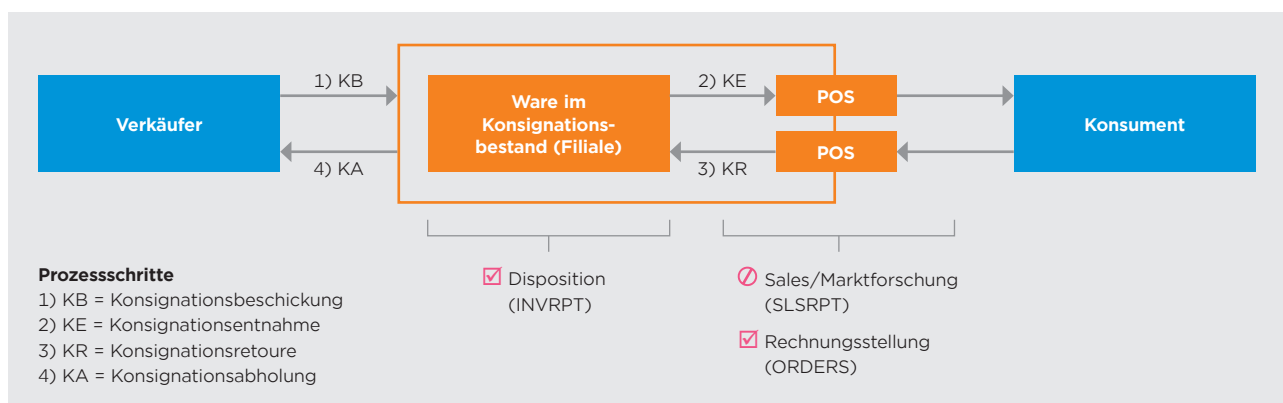 1) KB
2) KE
POS
Verkäufer
Ware im
Konsignations-
bestand (Filiale)
Konsument
POS
4) KA
3) KR
Prozessschritte
1) KB = Konsignationsbeschickung
2) KE = Konsignationsentnahme
3) KR = Konsignationsretoure
4) KA = Konsignationsabholung
Disposition
(INVRPT)
Sales/Marktforschung
(SLSRPT)
Rechnungsstellung
(ORDERS)